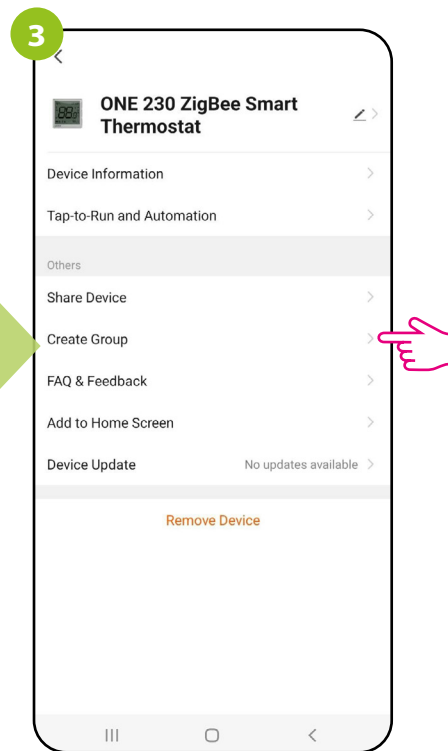 3
ONE 230 ZigBee Smart
Thermostat
Device Information
Tap-to-Run and Automation
Others
Share Device
Create Group
FAQ & Feedback
Add to Home Screen
Device Update No updates available
Remove Device